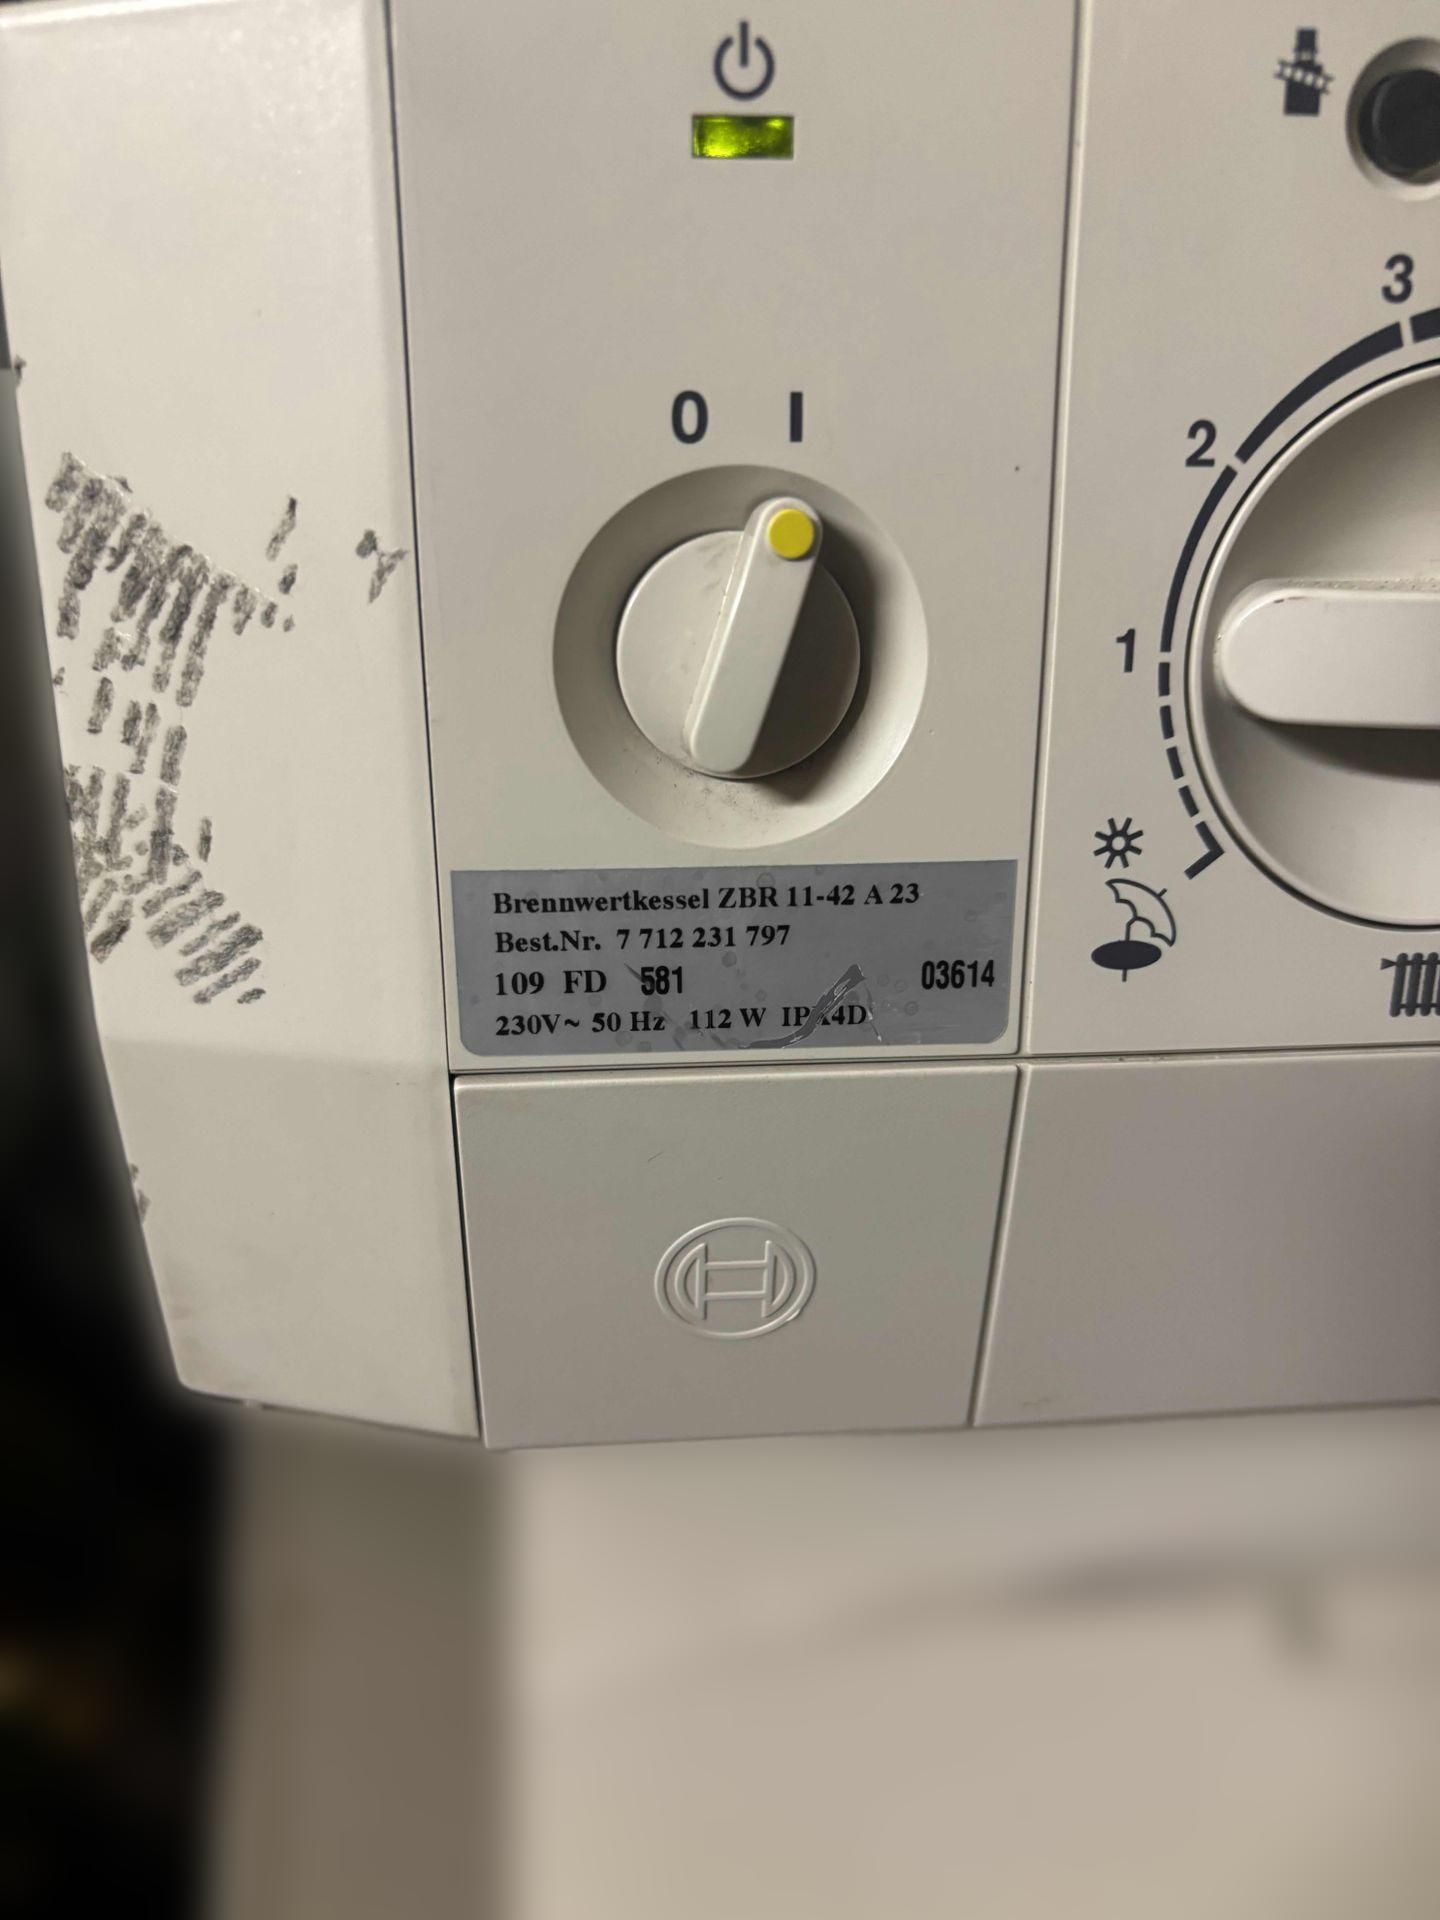 3
0 I
2
1
Brennwertkessel ZBR 11-42 A 23
Best.Nr. 7 712 231 797
109 FD 581 03614
230V~ 50 Hz 112 W IPX4D